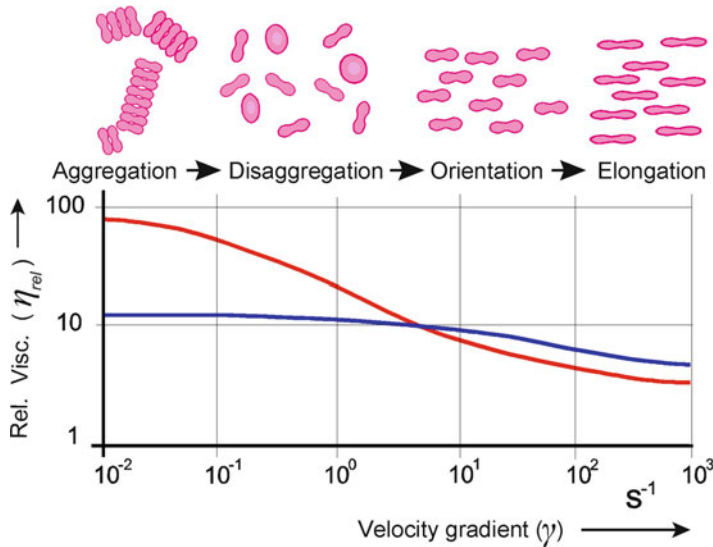 Aggregation → Disaggregation → Orientation → Elongation
100
10
1
Rel. Visc. (η_rel) →
10⁻² 10⁻¹ 10⁰ 10¹ 10² 10³
S⁻¹
Velocity gradient (γ) →